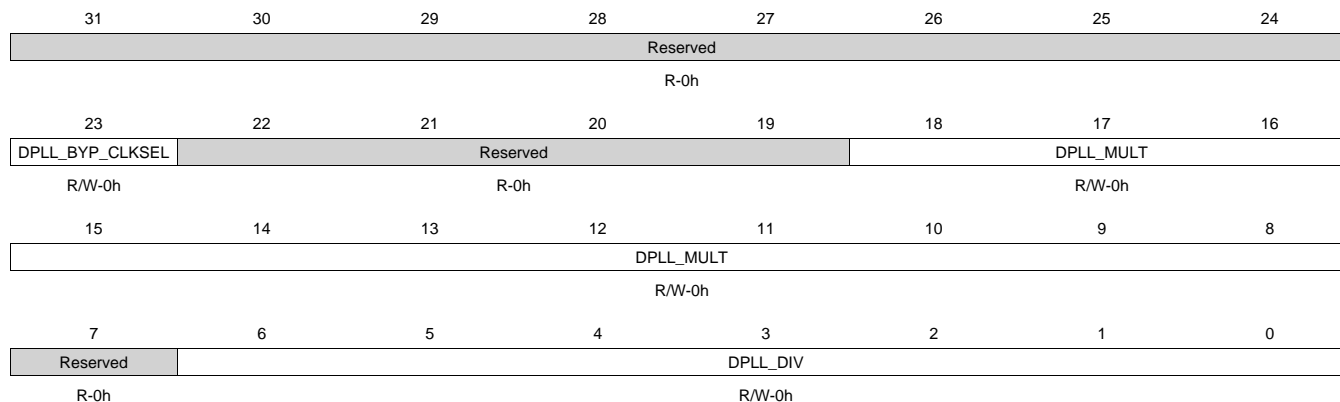 31 30 29 28 27 26 25 24
Reserved
R-0h
23 22 21 20 19 18 17 16
DPLL_BYP_CLKSEL Reserved DPLL_MULT
R/W-0h R-0h R/W-0h
15 14 13 12 11 10 9 8
DPLL_MULT
R/W-0h
7 6 5 4 3 2 1 0
Reserved DPLL_DIV
R-0h R/W-0h